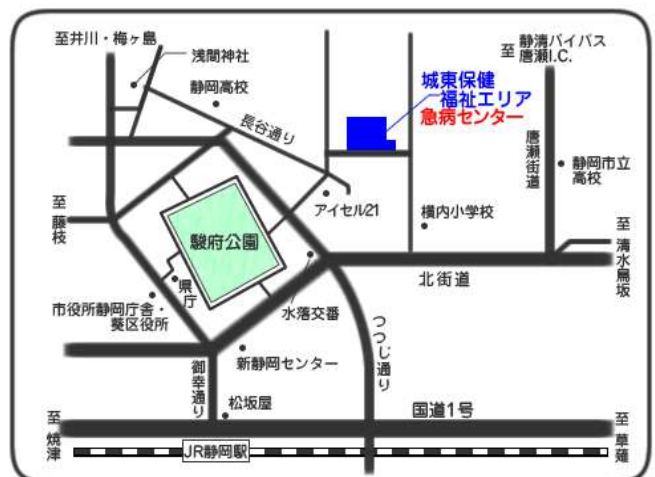 至井川・梅ヶ島
浅間神社
静岡高校
長谷通り
城東保健
福祉エリア
急病センター
至
静清バイパス
唐瀬I.C.
唐瀬街道
静岡市立
高校
アイセル21
横内小学校
至
藤枝
駿府公園
県庁
市役所静岡庁舎・
葵区役所
水落交番
北街道
至
清水鳥坂
つつじ通り
新静岡センター
御幸通り
松坂屋
国道1号
至
焼津
JR静岡駅
至
草薙